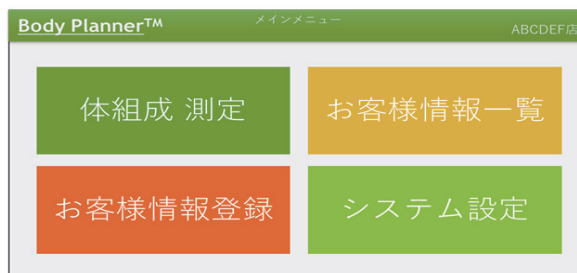 Body Planner™
メインメニュー
ABCDEF店
体組成 測定
お客様情報一覧
お客様情報登録
システム設定